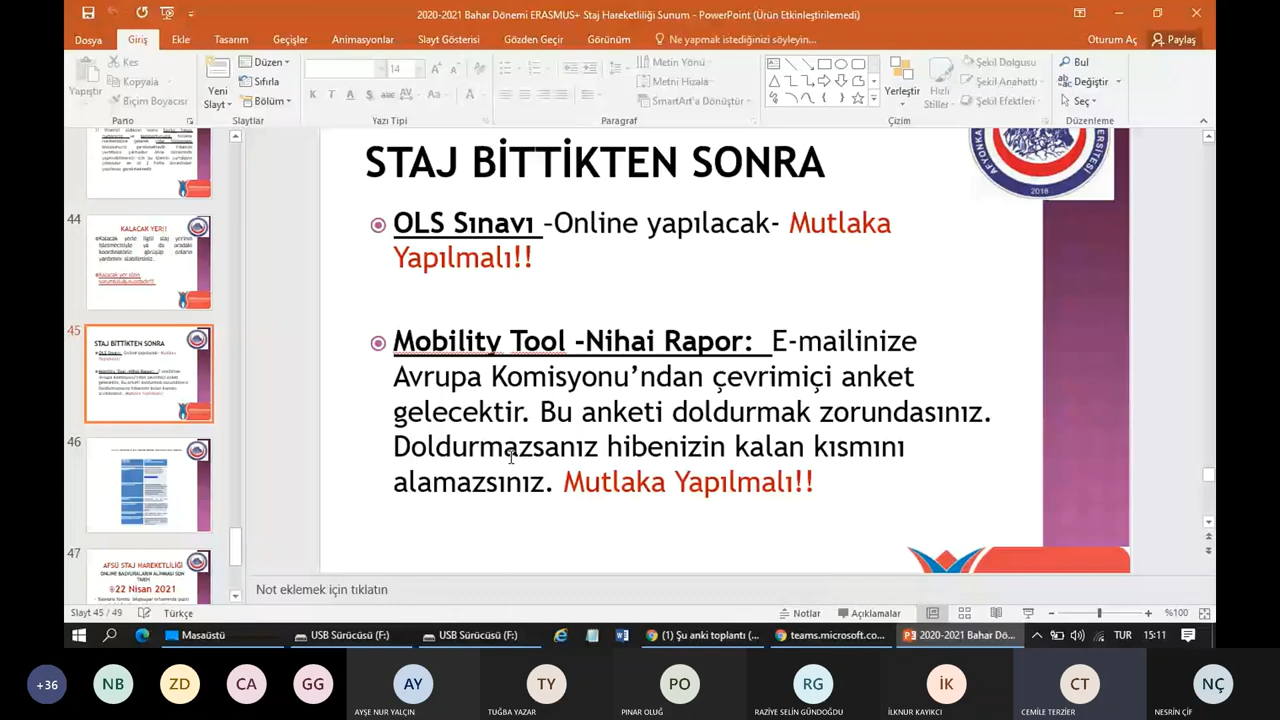 2020-2021 Bahar Dönemi ERASMUS+ Staj Hareketliliği Sunum - PowerPoint (Ürün Etkinleştirilemedi)
Dosya Giriş Ekle Tasarım Geçişler Animasyonlar Slayt Gösterisi Gözden Geçir Görünüm Ne yapmak istediğinizi söyleyin... Oturum Aç Paylaş
Yapıştır
Kes
Kopyala
Biçim Boyacısı
Pano
Yeni
Slayt
Düzen
Sıfırla
Bölüm
Slaytlar
14
K T A S abc AV Aa A
Yazı Tipi
Metin Yönü
Metni Hizala
SmartArt'a Dönüştür
Paragraf
Yerleştir
Hızlı
Stiller
Şekil Dolgusu
Şekil Anahattı
Şekil Efektleri
Çizim
Bul
Değiştir
Seç
Düzenleme
44
KALACAK YER!!
45
STAJ BİTTİKTEN SONRA
46
47
AFSÜ STAJ HAREKETLİLİĞİ
22 Nisan 2021
STAJ BİTTİKTEN SONRA
2018
OLS Sınavı -Online yapılacak- Mutlaka
Yapılmalı!!
Mobility Tool -Nihai Rapor: E-mailinize
Avrupa Komisyonu’ndan çevrimiçi anket
gelecektir. Bu anketi doldurmak zorundasınız.
Doldurmazsanız hibenizin kalan kısmını
alamazsınız. Mutlaka Yapılmalı!!
Not eklemek için tıklatın
Slayt 45 / 49 Türkçe Notlar Açıklamalar %100
Masaüstü USB Sürücüsü (F:) USB Sürücüsü (F:) (1) Şu anki toplantı (... teams.microsoft.co... 2020-2021 Bahar Dö... TUR 15:11
+36 NB ZD CA GG AY TY PO RG İK CT NÇ
AYŞE NUR YALÇIN TUĞBA YAZAR PINAR OLUĞ RAZİYE SELİN GÜNDOĞDU İLKNUR KAYIKCI CEMİLE TERZİER NESRİN ÇİF